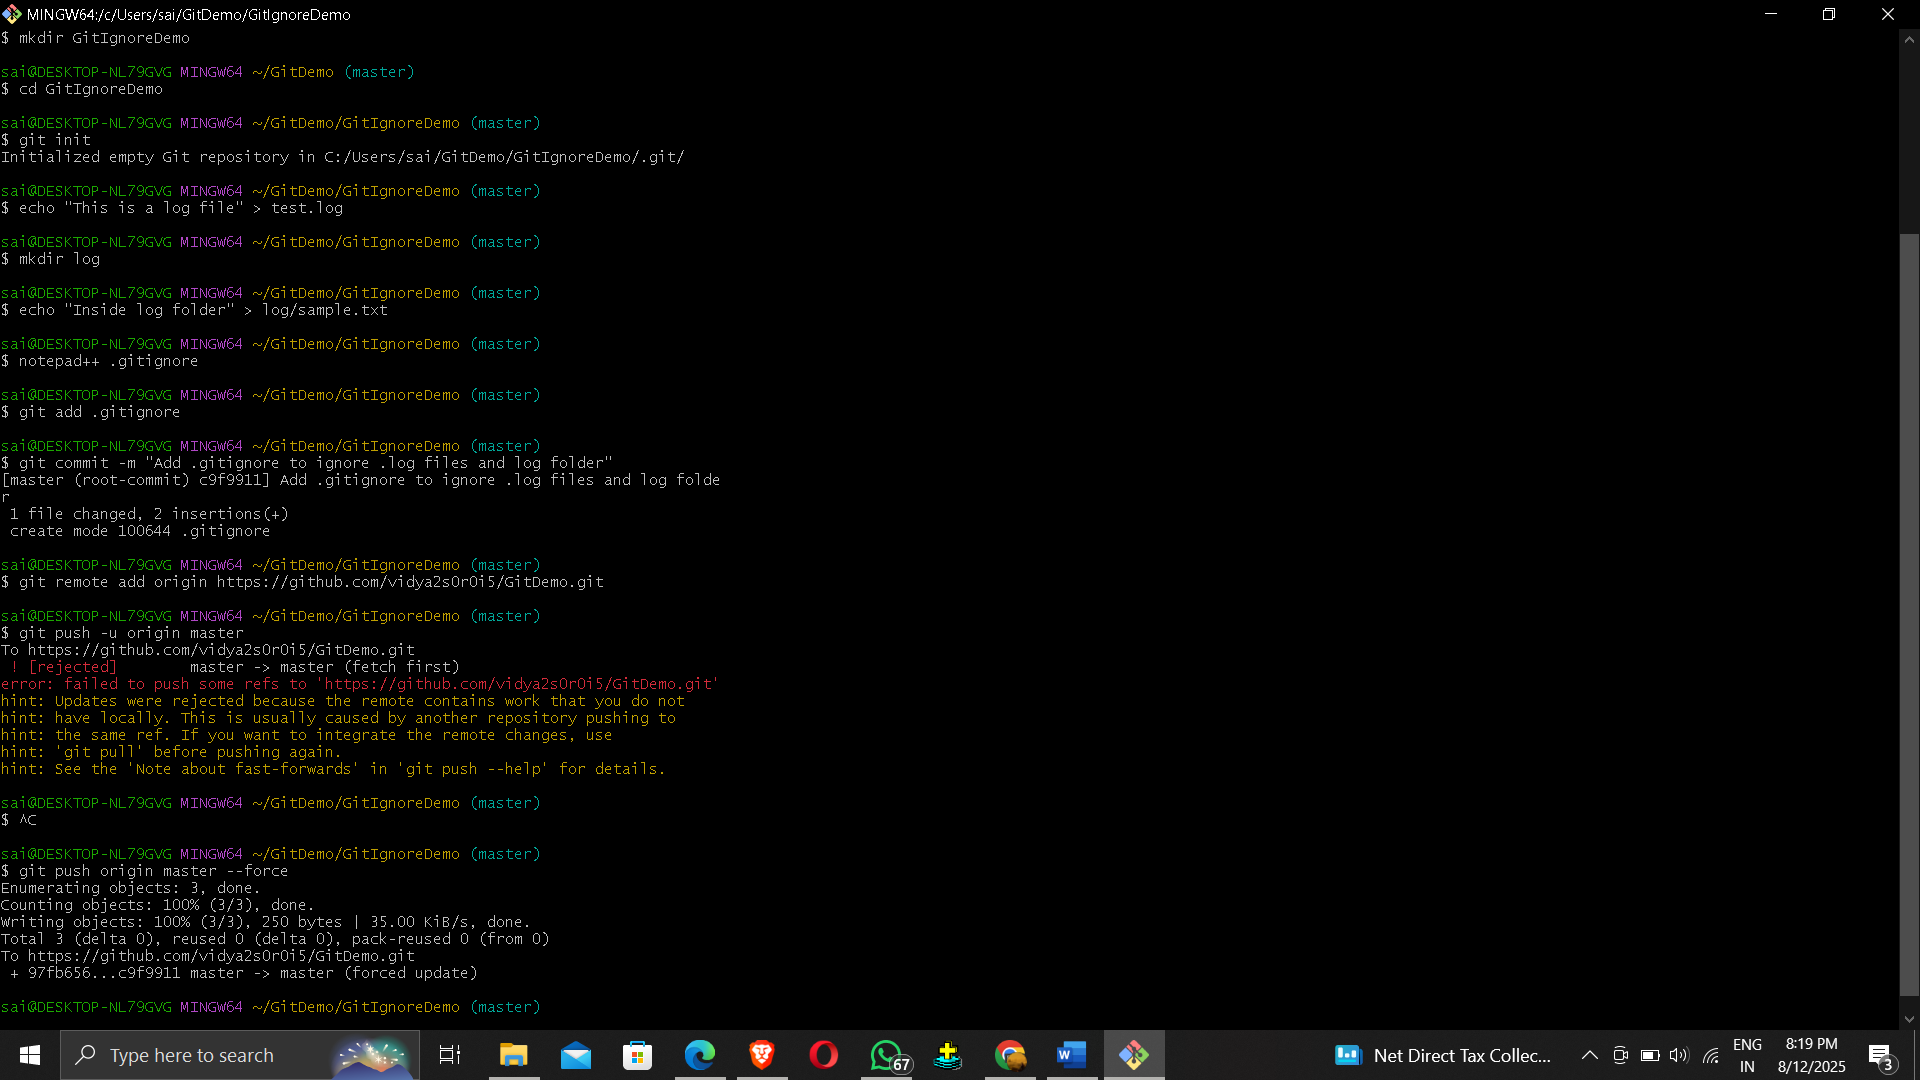 MINGW64:/c/Users/sai/GitDemo/GitIgnoreDemo
$ mkdir GitIgnoreDemo
sai@DESKTOP-NL79GVG MINGW64 ~/GitDemo (master)
$ cd GitIgnoreDemo
sai@DESKTOP-NL79GVG MINGW64 ~/GitDemo/GitIgnoreDemo (master)
$ git init
Initialized empty Git repository in C:/Users/sai/GitDemo/GitIgnoreDemo/.git/
sai@DESKTOP-NL79GVG MINGW64 ~/GitDemo/GitIgnoreDemo (master)
$ echo "This is a log file" > test.log
sai@DESKTOP-NL79GVG MINGW64 ~/GitDemo/GitIgnoreDemo (master)
$ mkdir log
sai@DESKTOP-NL79GVG MINGW64 ~/GitDemo/GitIgnoreDemo (master)
$ echo "Inside log folder" > log/sample.txt
sai@DESKTOP-NL79GVG MINGW64 ~/GitDemo/GitIgnoreDemo (master)
$ notepad++ .gitignore
sai@DESKTOP-NL79GVG MINGW64 ~/GitDemo/GitIgnoreDemo (master)
$ git add .gitignore
sai@DESKTOP-NL79GVG MINGW64 ~/GitDemo/GitIgnoreDemo (master)
$ git commit -m "Add .gitignore to ignore .log files and log folder"
[master (root-commit) c9f9911] Add .gitignore to ignore .log files and log folde
r
1 file changed, 2 insertions(+)
create mode 100644 .gitignore
sai@DESKTOP-NL79GVG MINGW64 ~/GitDemo/GitIgnoreDemo (master)
$ git remote add origin https://github.com/vidya2s0r0i5/GitDemo.git
sai@DESKTOP-NL79GVG MINGW64 ~/GitDemo/GitIgnoreDemo (master)
$ git push -u origin master
To https://github.com/vidya2s0r0i5/GitDemo.git
! [rejected]        master -> master (fetch first)
error: failed to push some refs to 'https://github.com/vidya2s0r0i5/GitDemo.git'
hint: Updates were rejected because the remote contains work that you do not
hint: have locally. This is usually caused by another repository pushing to
hint: the same ref. If you want to integrate the remote changes, use
hint: 'git pull' before pushing again.
hint: See the 'Note about fast-forwards' in 'git push --help' for details.
sai@DESKTOP-NL79GVG MINGW64 ~/GitDemo/GitIgnoreDemo (master)
$ ^C
sai@DESKTOP-NL79GVG MINGW64 ~/GitDemo/GitIgnoreDemo (master)
$ git push origin master --force
Enumerating objects: 3, done.
Counting objects: 100% (3/3), done.
Writing objects: 100% (3/3), 250 bytes | 35.00 KiB/s, done.
Total 3 (delta 0), reused 0 (delta 0), pack-reused 0 (from 0)
To https://github.com/vidya2s0r0i5/GitDemo.git
+ 97fb656...c9f9911 master -> master (forced update)
sai@DESKTOP-NL79GVG MINGW64 ~/GitDemo/GitIgnoreDemo (master)
Type here to search
67
W
Net Direct Tax Collec...
ENG
IN
8:19 PM
8/12/2025
3